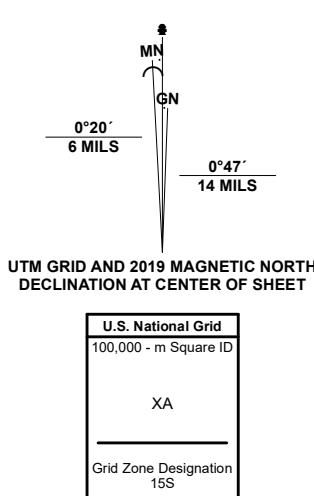 MN
GN
0°20´
6 MILS
0°47´
14 MILS
UTM GRID AND 2019 MAGNETIC NORTH
DECLINATION AT CENTER OF SHEET
U.S. National Grid
100,000 - m Square ID
XA
Grid Zone Designation
15S